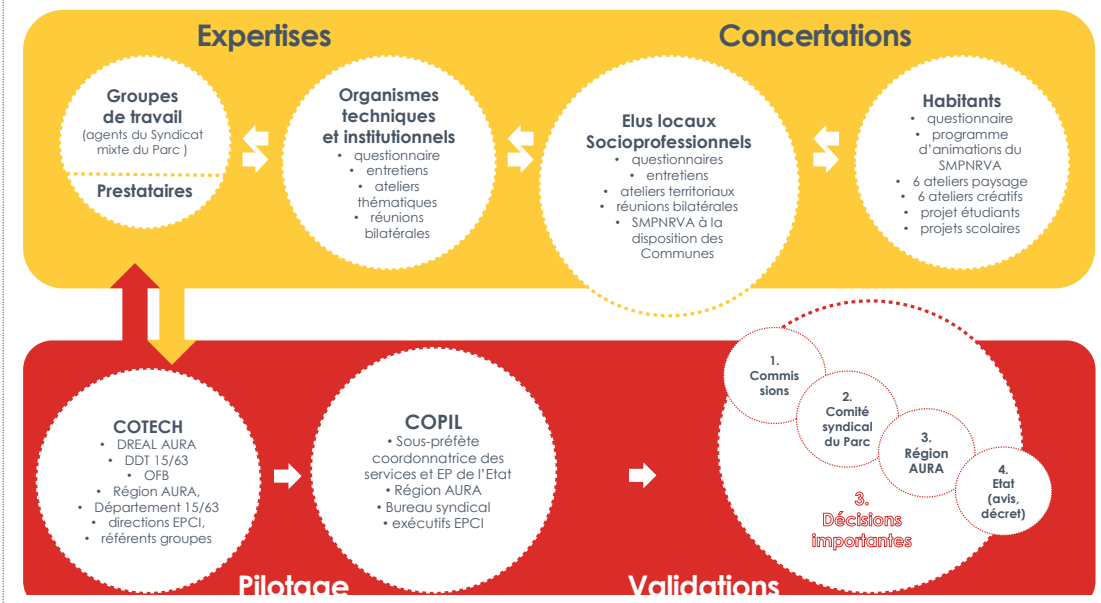 Expertises
Concertations
Groupes
de travail
(agents du Syndicat
mixte du Parc )
Prestataires
Organismes
techniques
et institutionnels
• questionnaire
• entretiens
• ateliers
thématiques
• réunions
bilatérales
Elus locaux
Socioprofessionnels
• questionnaires
• entretiens
• ateliers territoriaux
• réunions bilatérales
• SMPNRVA à la
disposition des
Communes
Habitants
• questionnaire
• programme
d'animations du
SMPNRVA
• 6 ateliers paysage
• 6 ateliers créatifs
• projet étudiants
• projets scolaires
COTECH
• DREAL AURA
• DDT 15/63
• OFB
• Région AURA,
• Département 15/63
• directions EPCI,
• référents groupes
COPIL
• Sous-préfète
coordonnatrice des
services et EP de l'Etat
• Région AURA
• Bureau syndical
• exécutifs EPCI
1.
Commis
sions
2.
Comité
syndical
du Parc
3.
Région
AURA
4.
Etat
(avis,
décret)
3.
Décisions
importantes
Pilotage
Validations